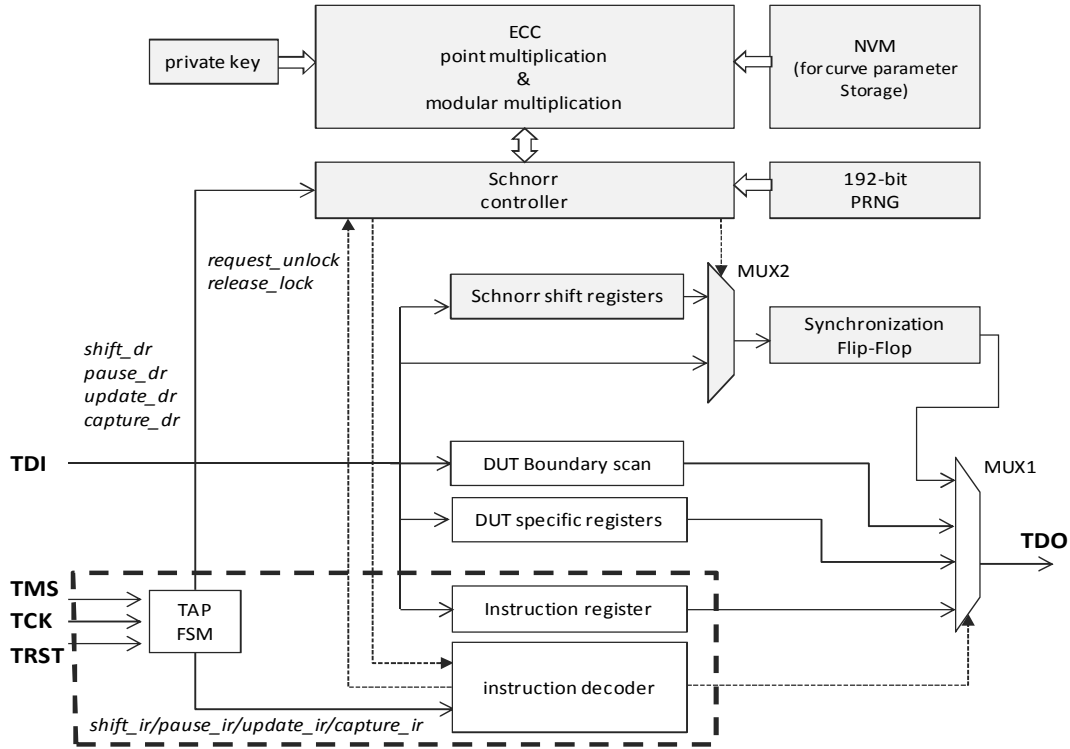 ECC
point multiplication
&
modular multiplication
private key
NVM
(for curve parameter
Storage)
Schnorr
controller
192-bit
PRNG
request_unlock
release_lock
MUX2
Schnorr shift registers
Synchronization
Flip-Flop
shift_dr
pause_dr
update_dr
capture_dr
TDI
DUT Boundary scan
MUX1
DUT specific registers
TDO
TMS
TCK
TRST
TAP
FSM
Instruction register
instruction decoder
shift_ir/pause_ir/update_ir/capture_ir